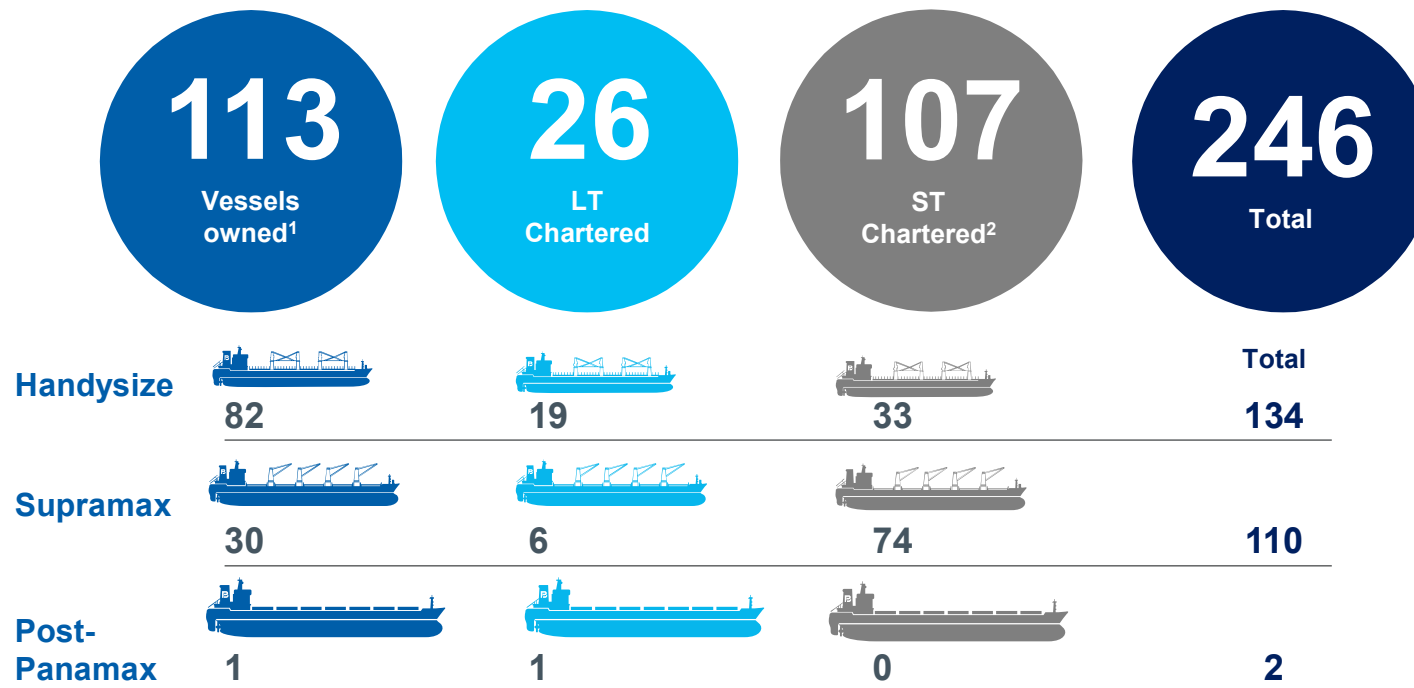 113
Vessels
owned¹
26
LT
Chartered
107
ST
Chartered²
246
Total
Handysize
82
19
33
Total
134
Supramax
30
6
74
110
Post-
Panamax
1
1
0
2